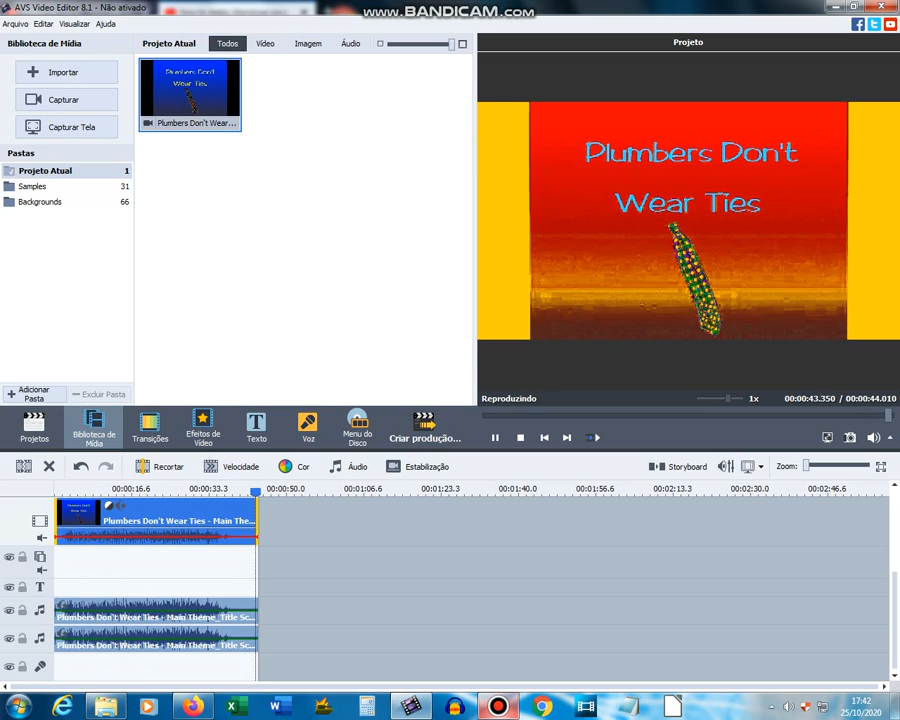 AVS Video Editor 8.1 - Não ativado
www.BANDICAM.com
Arquivo Editar Visualizar Ajuda
Biblioteca de Mídia
Projeto Atual Todos Vídeo Imagem Áudio
Projeto
Importar
Capturar
Capturar Tela
Plumbers Don't Wear Ties
Plumbers Don't Wear...
Pastas
Projeto Atual 1
Samples 31
Backgrounds 66
Plumbers Don't
Wear Ties
Adicionar Pasta
Excluir Pasta
Reproduzindo 1x 00:00:43.350 / 00:00:44.010
Projetos
Biblioteca de Mídia
Transições
Efeitos de Vídeo
Texto
Voz
Menu do Disco
Criar produção...
Recortar Velocidade Cor Áudio Estabilização Storyboard Zoom:
00:00:16.6 00:00:33.3 00:00:50.0 00:01:06.6 00:01:23.3 00:01:40.0 00:01:56.6 00:02:13.3 00:02:30.0 00:02:46.6
Plumbers Don't Wear Ties - Main The...
T
Plumbers Don't Wear Ties - Main Theme_Title Sc...
Plumbers Don't Wear Ties - Main Theme_Title Sc...
17:42
25/10/2020